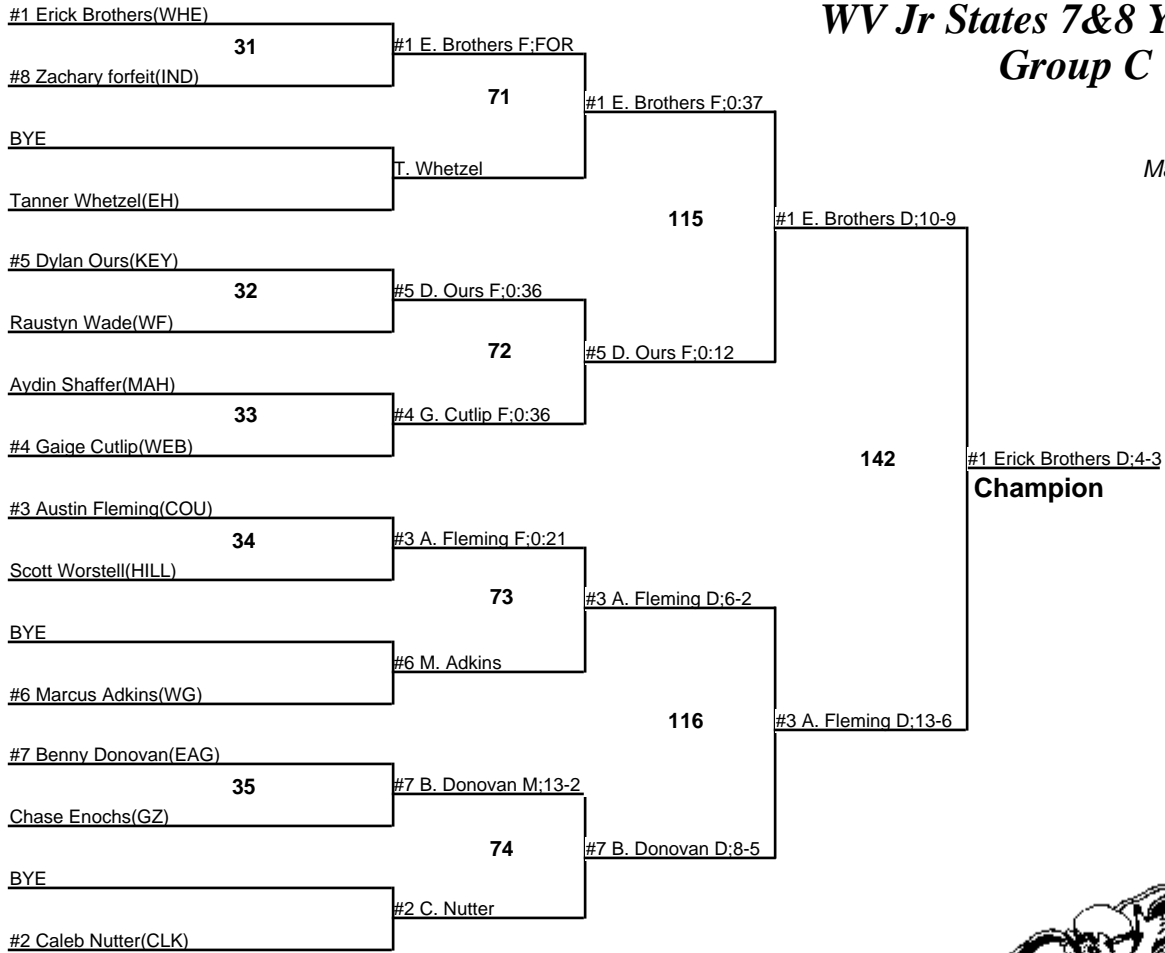 WV Jr States 7&8 Y
Group C
Ma
#1 Erick Brothers(WHE)
31
#8 Zachary forfeit(IND)
#1 E. Brothers F;FOR
71
BYE
Tanner Whetzel(EH)
T. Whetzel
#1 E. Brothers F;0:37
115
#5 Dylan Ours(KEY)
32
Raustyn Wade(WF)
#5 D. Ours F;0:36
72
Aydin Shaffer(MAH)
33
#4 Gaige Cutlip(WEB)
#4 G. Cutlip F;0:36
#5 D. Ours F;0:12
#1 E. Brothers D;10-9
142
#3 Austin Fleming(COU)
34
Scott Worstell(HILL)
#3 A. Fleming F;0:21
73
BYE
#6 Marcus Adkins(WG)
#6 M. Adkins
#3 A. Fleming D;6-2
116
#7 Benny Donovan(EAG)
35
Chase Enochs(GZ)
#7 B. Donovan M;13-2
74
BYE
#2 Caleb Nutter(CLK)
#2 C. Nutter
#7 B. Donovan D;8-5
#3 A. Fleming D;13-6
#1 Erick Brothers D;4-3
Champion